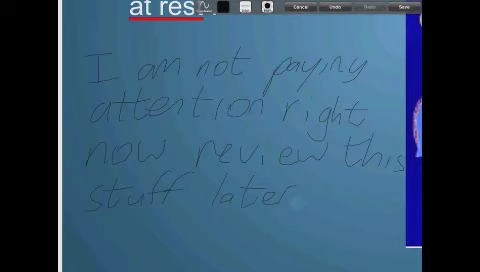 at res
Cancel Undo Redo Save
I am not paying
attention right
now review this
stuff later